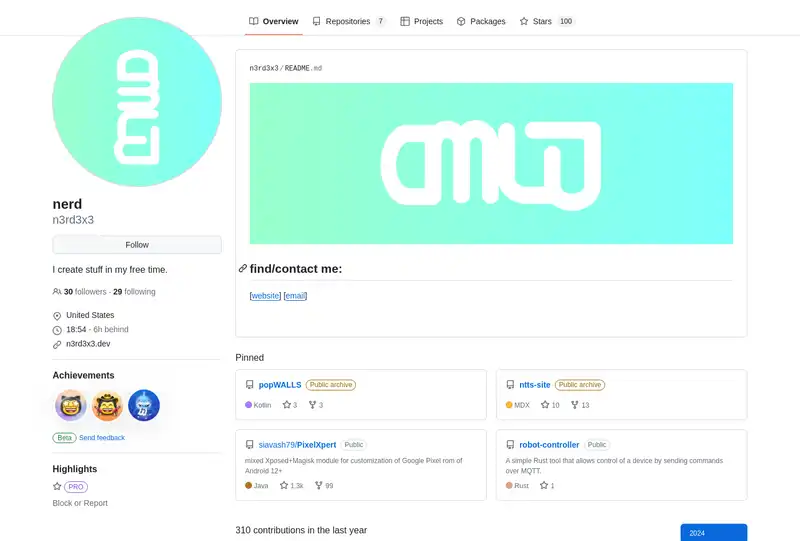 Overview Repositories 7 Projects Packages Stars 100
nerd
n3rd3x3
Follow
I create stuff in my free time.
30 followers · 29 following
United States
18:54 - 6h behind
n3rd3x3.dev
Achievements
Beta Send feedback
Highlights
PRO
Block or Report
n3rd3x3/README.md
find/contact me:
[website] [email]
Pinned
popWALLS Public archive
Kotlin 3 3
ntts-site Public archive
MDX 10 13
siavash79/PixelXpert Public
mixed Xposed+Magisk module for customization of Google Pixel rom of
Android 12+
Java 1.3k 99
robot-controller Public
A simple Rust tool that allows control of a device by sending commands
over MQTT.
Rust 1
310 contributions in the last year
2024